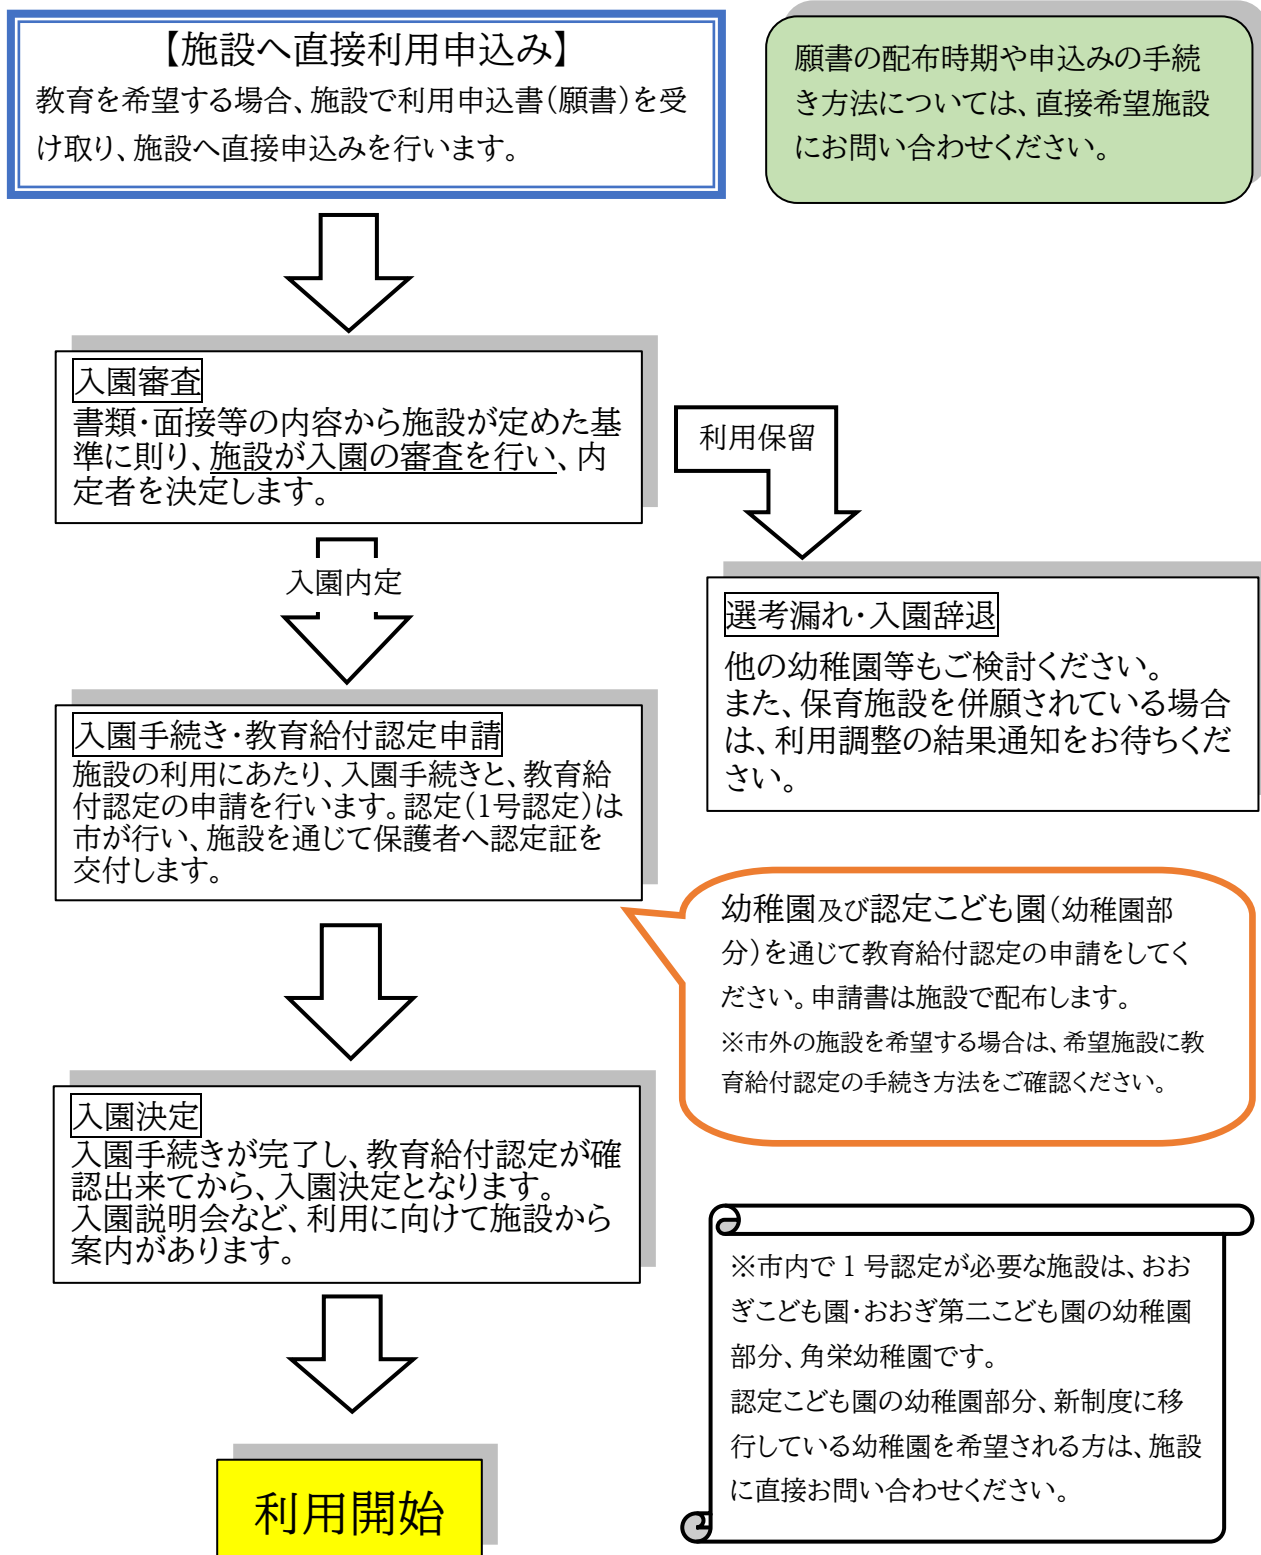 【施設へ直接利用申込み】
教育を希望する場合、施設で利用申込書(願書)を受
け取り、施設へ直接申込みを行います。
願書の配布時期や申込みの手続
き方法については、直接希望施設
にお問い合わせください。
入園審査
書類・面接等の内容から施設が定めた基
準に則り、施設が入園の審査を行い、内
定者を決定します。
利用保留
入園内定
選考漏れ・入園辞退
他の幼稚園等もご検討ください。
また、保育施設を併願されている場合
は、利用調整の結果通知をお待ちくだ
さい。
入園手続き・教育給付認定申請
施設の利用にあたり、入園手続きと、教育給
付認定の申請を行います。認定(1号認定)は
市が行い、施設を通じて保護者へ認定証を
交付します。
幼稚園及び認定こども園(幼稚園部
分)を通じて教育給付認定の申請をしてく
ださい。申請書は施設で配布します。
※市外の施設を希望する場合は、希望施設に教
育給付認定の手続き方法をご確認ください。
入園決定
入園手続きが完了し、教育給付認定が確
認出来てから、入園決定となります。
入園説明会など、利用に向けて施設から
案内があります。
※市内で1号認定が必要な施設は、おお
ぎこども園・おおぎ第二こども園の幼稚園
部分、角栄幼稚園です。
認定こども園の幼稚園部分、新制度に移
行している幼稚園を希望される方は、施設
に直接お問い合わせください。
利用開始